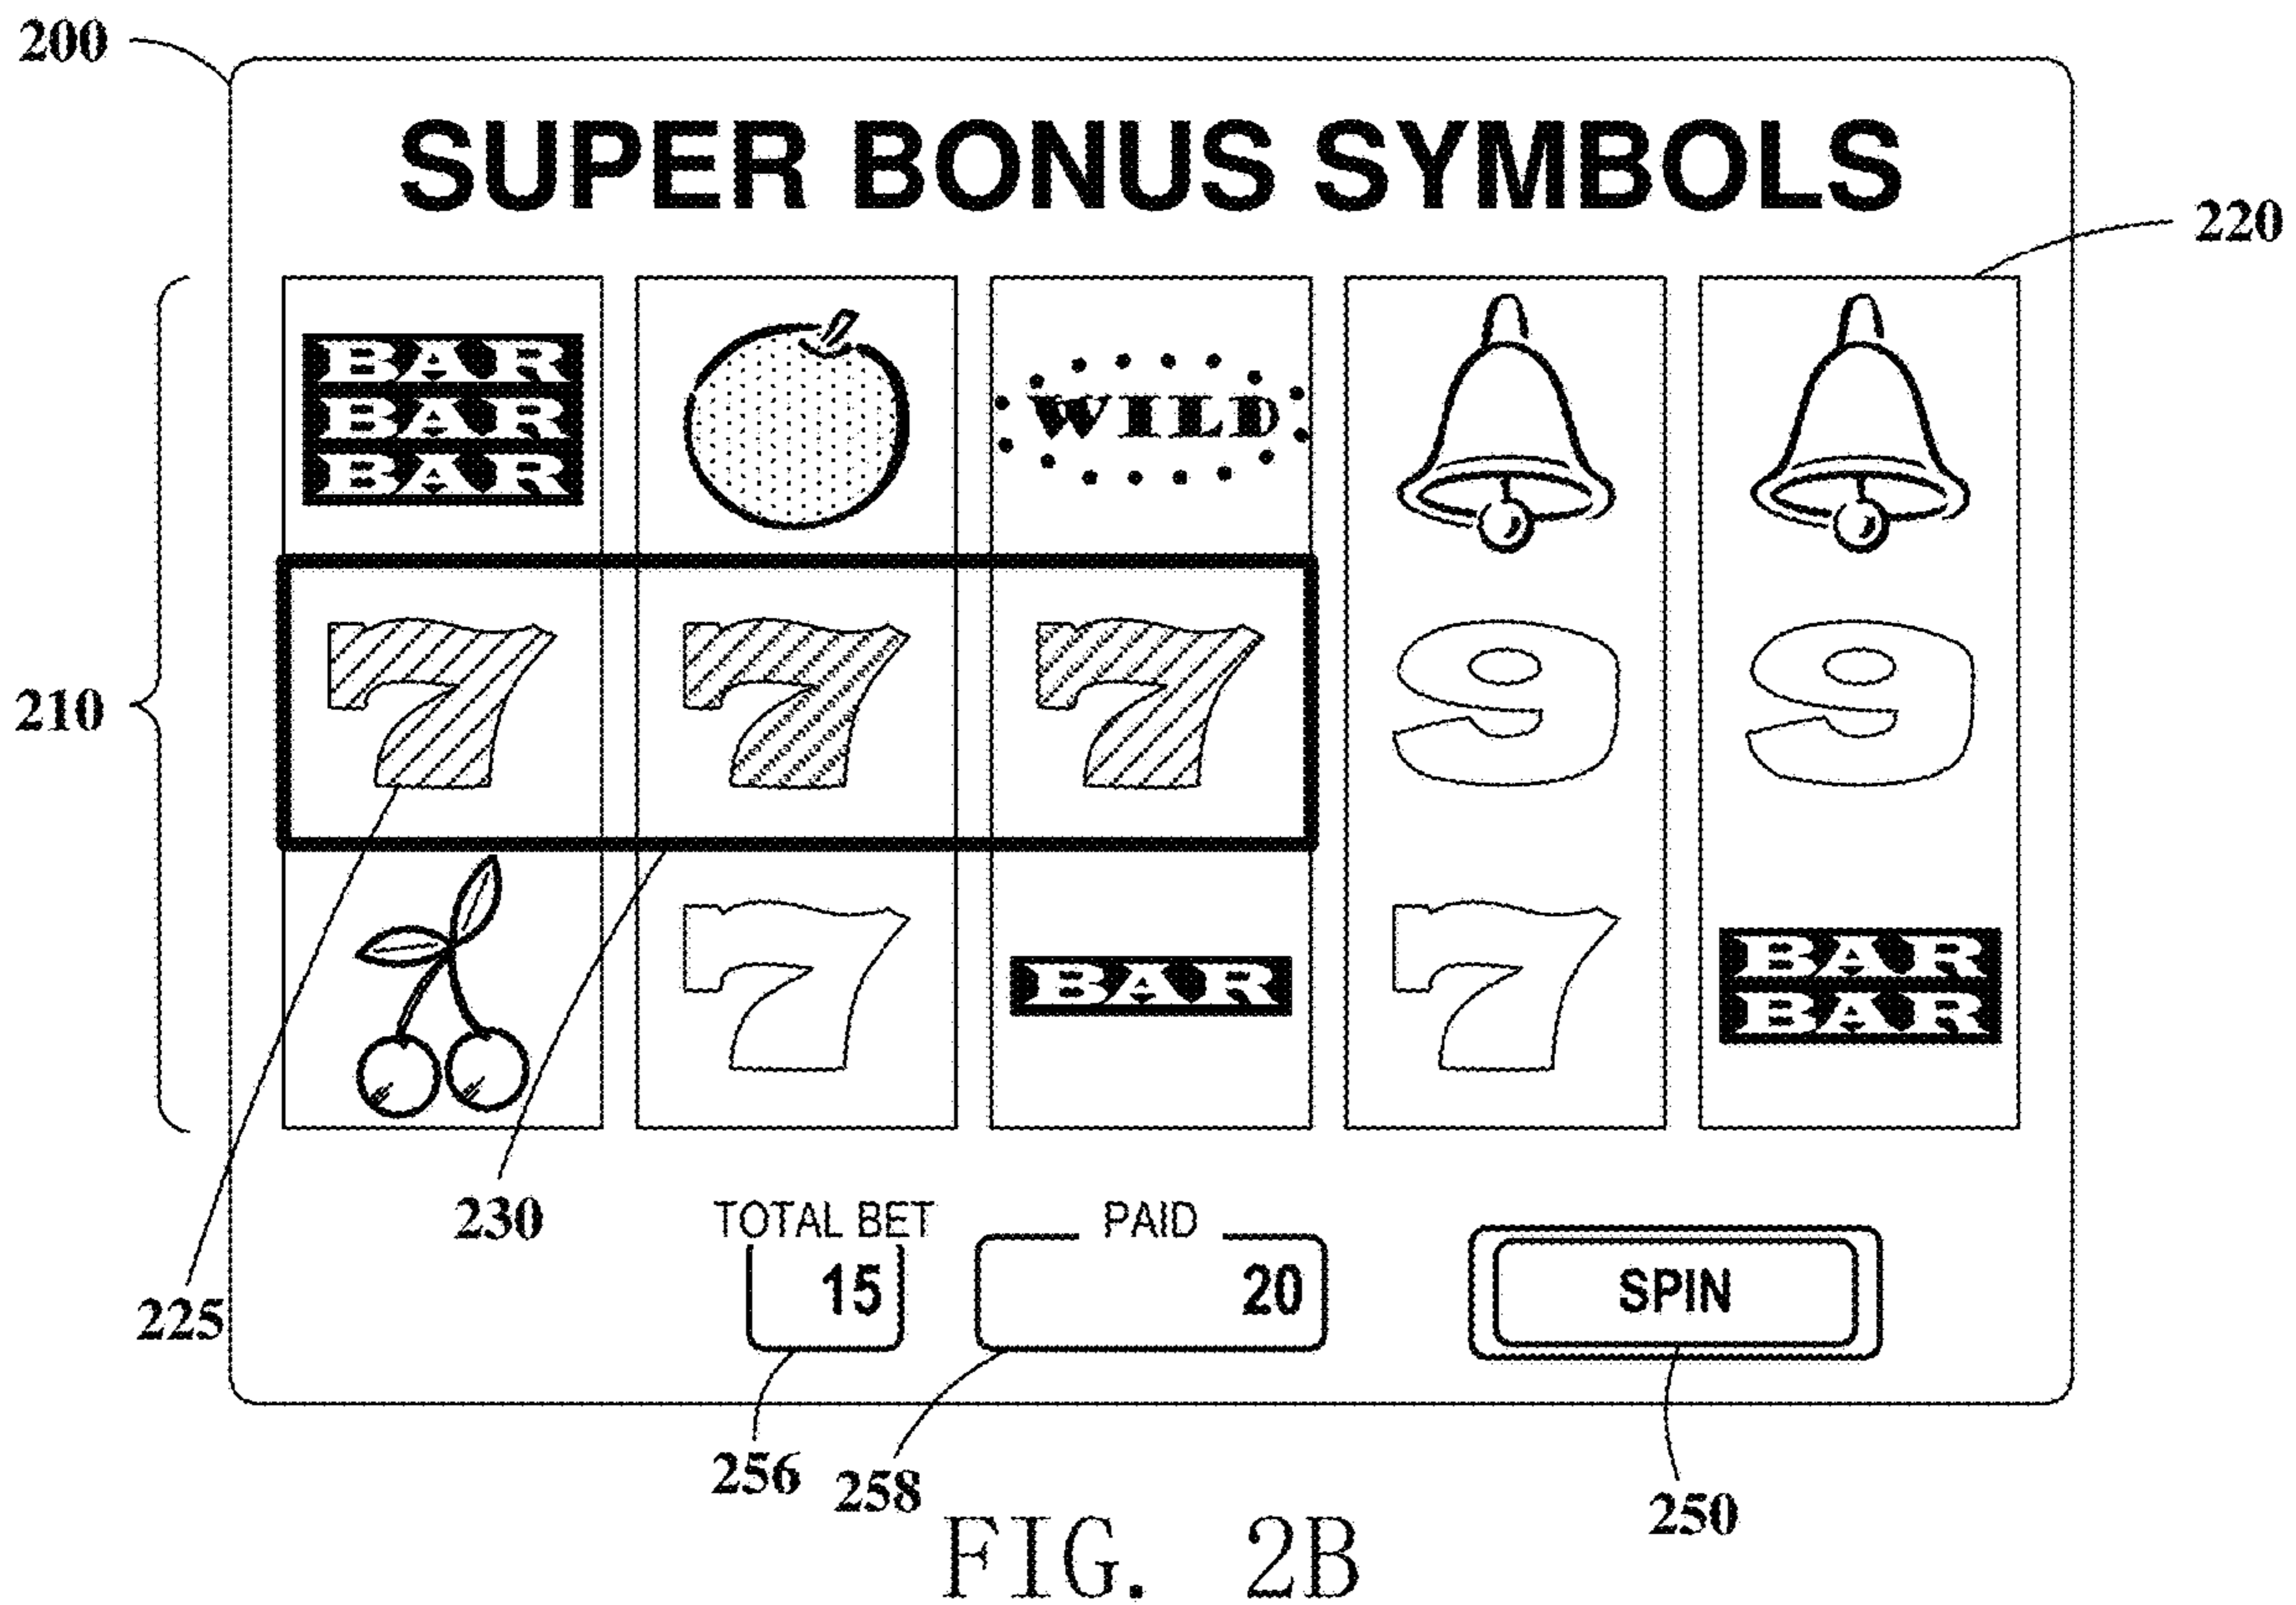 200
SUPER BONUS SYMBOLS
220
BAR
BAR
BAR
WILD
210
7 7 7 9 9
7 BAR 7 BAR
BAR
230
TOTAL BET PAID
15 20 SPIN
225
256 258 250
FIG. 2B